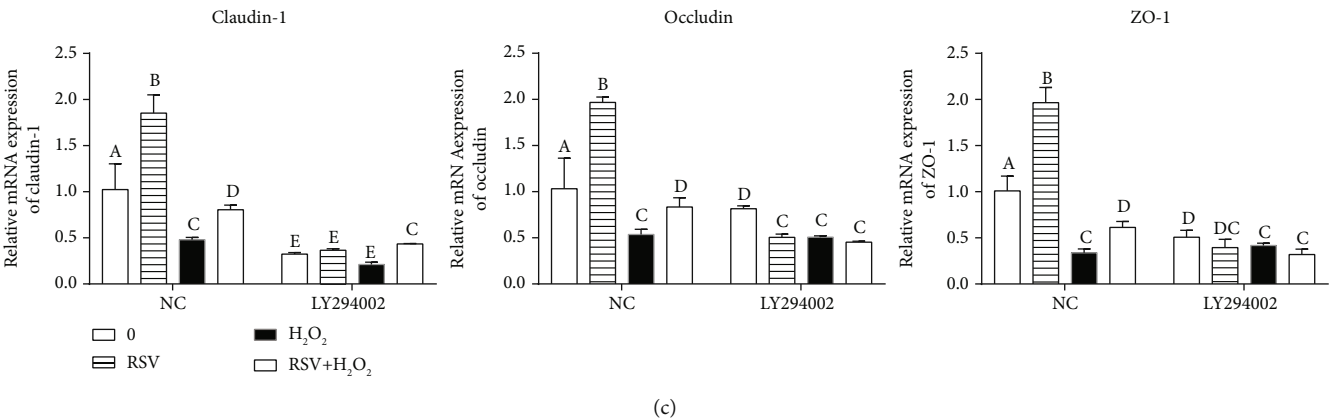 Claudin-1
Relative mRNA expression
of claudin-1
2.5
2.0
1.5
1.0
0.5
0.0
A
B
C
D
E
E
E
C
NC
LY294002
Occludin
Relative mRN Aexpression
of occludin
2.5
2.0
1.5
1.0
0.5
0.0
A
B
C
D
D
C
C
C
NC
LY294002
ZO-1
Relative mRNA expression
of ZO-1
2.5
2.0
1.5
1.0
0.5
0.0
A
B
C
D
D
DC
C
C
NC
LY294002
0
RSV
H₂O₂
RSV+H₂O₂
(c)